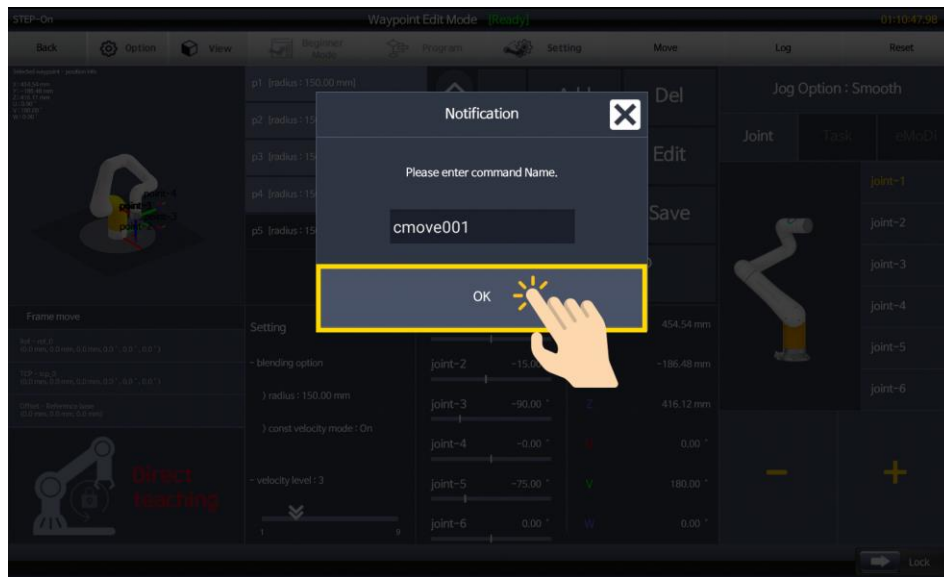 STEP-On
Waypoint Edit Mode [Ready]
01:10:47.98
Back
Option
View
Beginner
Mode
Program
Setting
Move
Log
Reset
p1 [radius : 150.00 mm]
Del
Jog Option : Smooth
p2 [radius : 15
p3 [radius : 15
p4 [radius : 15
p5 [radius : 15
Notification
Please enter command Name.
cmove001
OK
Edit
Save
Joint
Task
eMoDi
joint-1
joint-2
joint-3
joint-4
joint-5
joint-6
Frame move
Setting
- blending option
) radius : 150.00 mm
) const velocity mode : On
- velocity level : 3
1
9
454.54 mm
joint-2
-15.00
-186.48 mm
joint-3
-90.00 °
Z
416.12 mm
joint-4
-0.00 °
0.00 °
joint-5
-75.00 °
V
180.00 °
joint-6
0.00 °
W
0.00 °
Direct
teaching
Lock